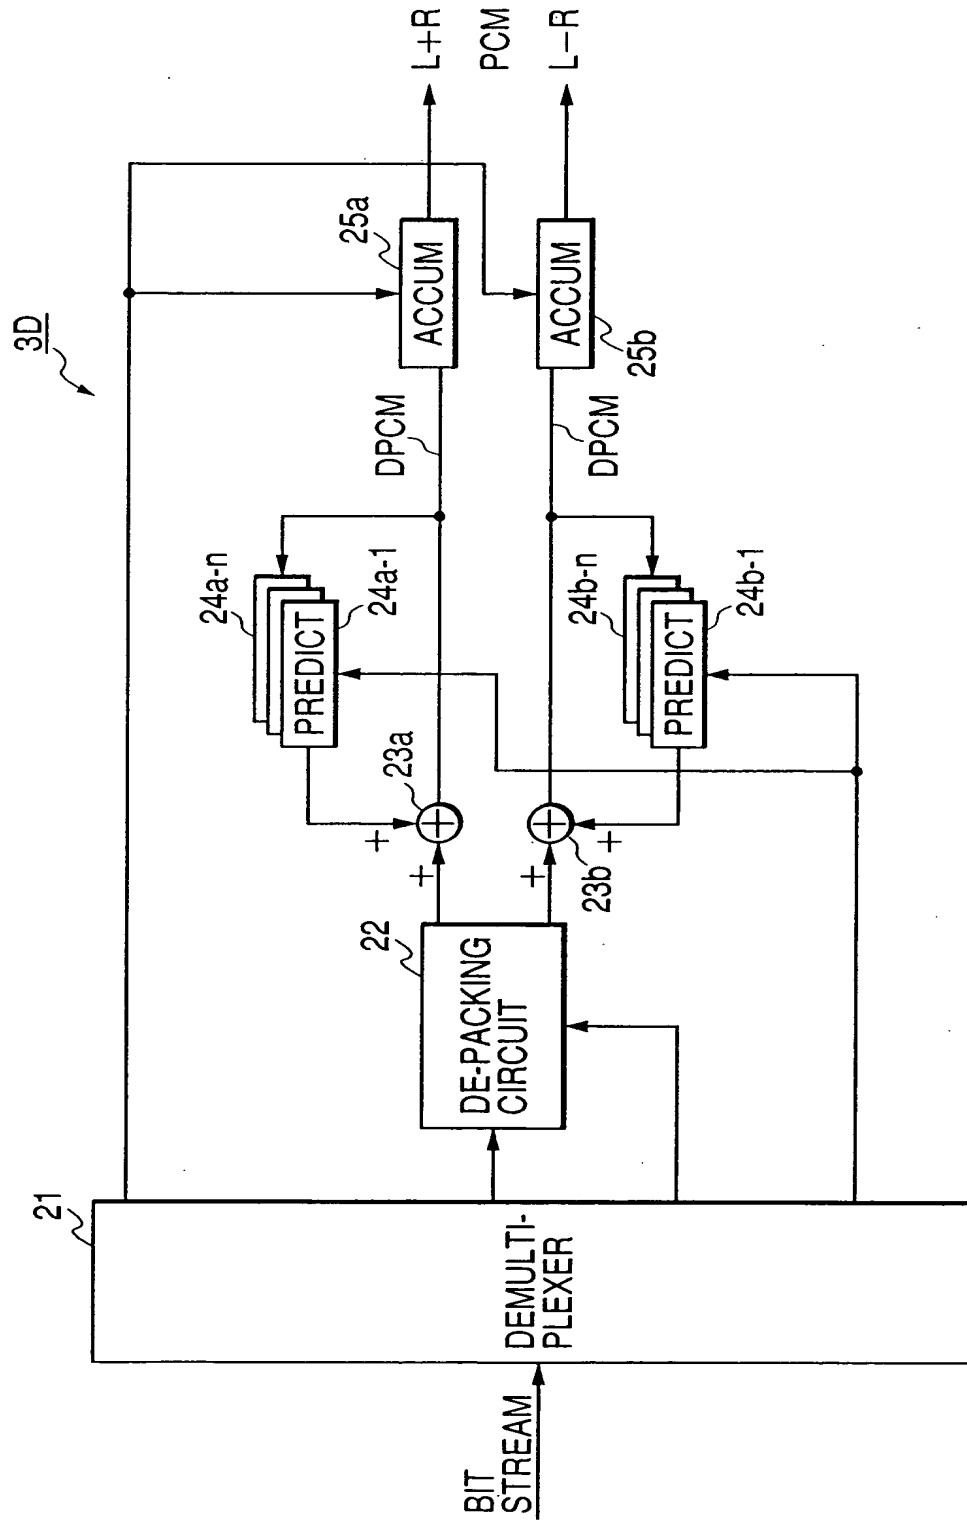 3D
21
BIT
STREAM
DEMULTI-
PLEXER
22
DE-PACKING
CIRCUIT
+
+
23a
+
+
23b
24a-n
PREDICT
24a-1
24b-n
PREDICT
24b-1
DPCM
DPCM
25a
ACCUM
ACCUM
25b
L+R
PCM
L−R